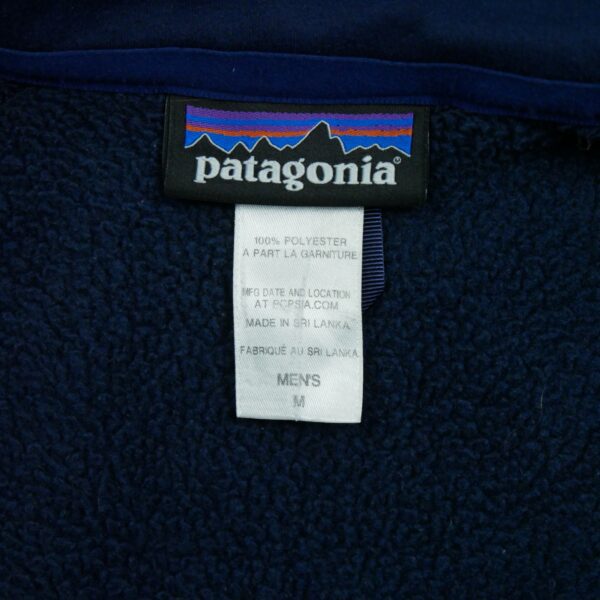 patagonia®
100% POLYESTER
A PART LA GARNITURE
MFG DATE AND LOCATION
AT PCPSIA.COM
MADE IN SRI LANKA
FABRIQUÉ AU SRI LANKA
MEN'S
M